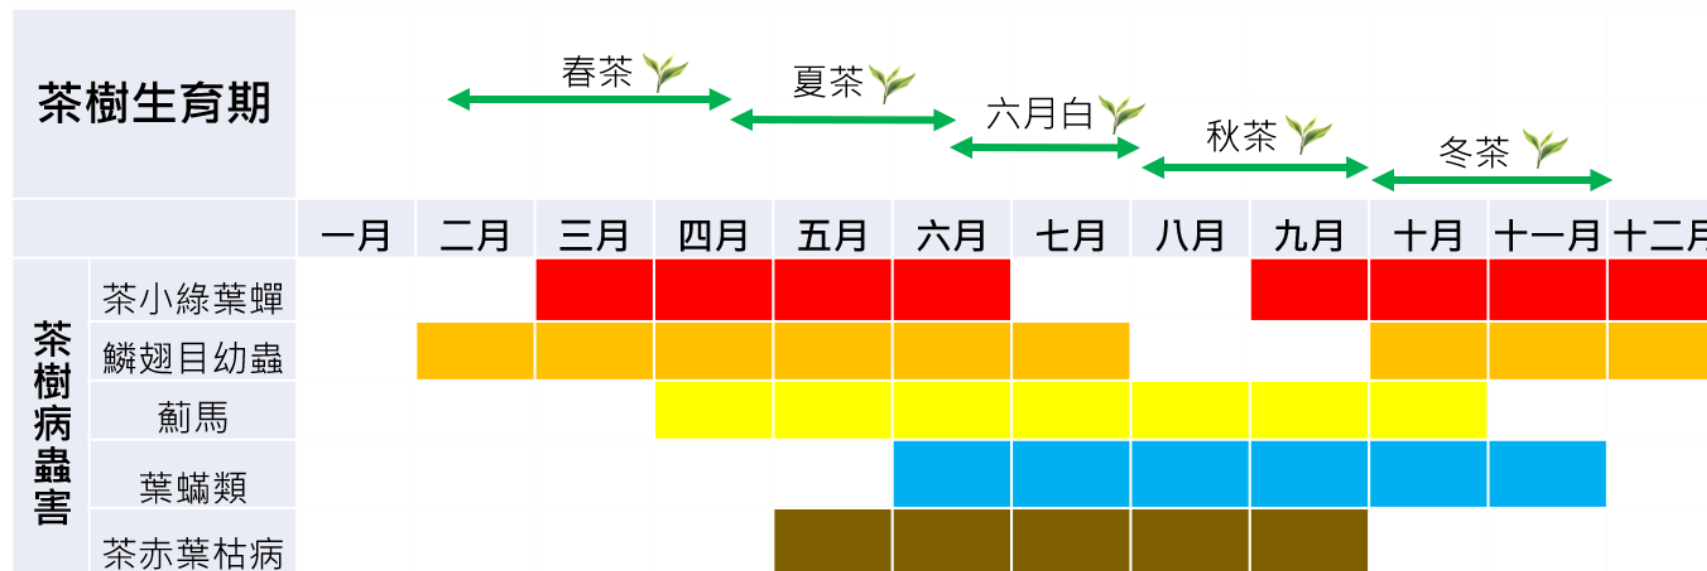 茶樹生育期
春茶
夏茶
六月白
秋茶
冬茶
一月 二月 三月 四月 五月 六月 七月 八月 九月 十月 十一月 十二月
茶樹病蟲害
茶小綠葉蟬
鱗翅目幼蟲
薊馬
葉蟎類
茶赤葉枯病